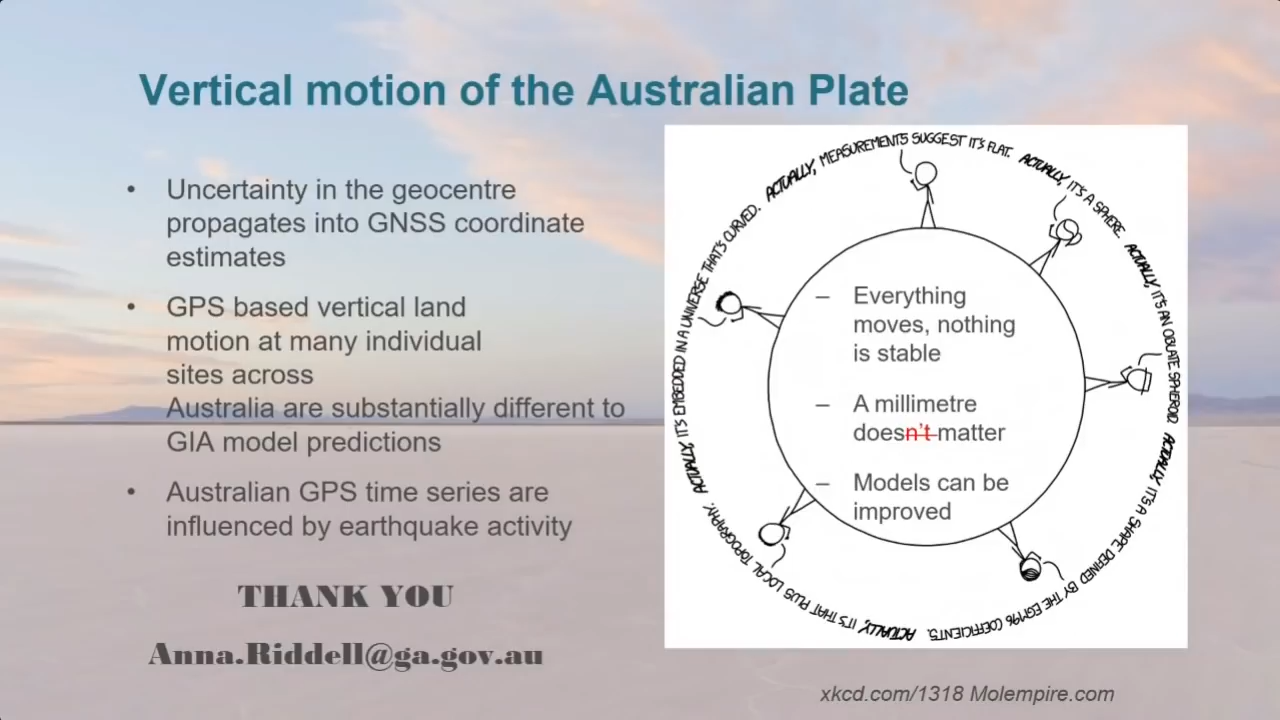 Vertical motion of the Australian Plate
• Uncertainty in the geocentre
propagates into GNSS coordinate
estimates
• GPS based vertical land
motion at many individual
sites across
Australia are substantially different to
GIA model predictions
• Australian GPS time series are
influenced by earthquake activity
THANK YOU
Anna.Riddell@ga.gov.au
ACTUALLY, MEASUREMENTS SUGGEST IT'S FLAT. ACTUALLY, IT'S A SPHERE. ACTUALLY, IT'S AN OBLATE SPHEROID. ACTUALLY, IT'S A SHAPE DEFINED BY THE EGM96 COEFFICIENTS. ACTUALLY, IT'S THAT PLUS LOCAL TOPOGRAPHY. ACTUALLY, IT'S EMBEDDED IN A UNIVERSE THAT'S CURVED.
– Everything
moves, nothing
is stable
– A millimetre
doesn't matter
– Models can be
improved
xkcd.com/1318 Molempire.com